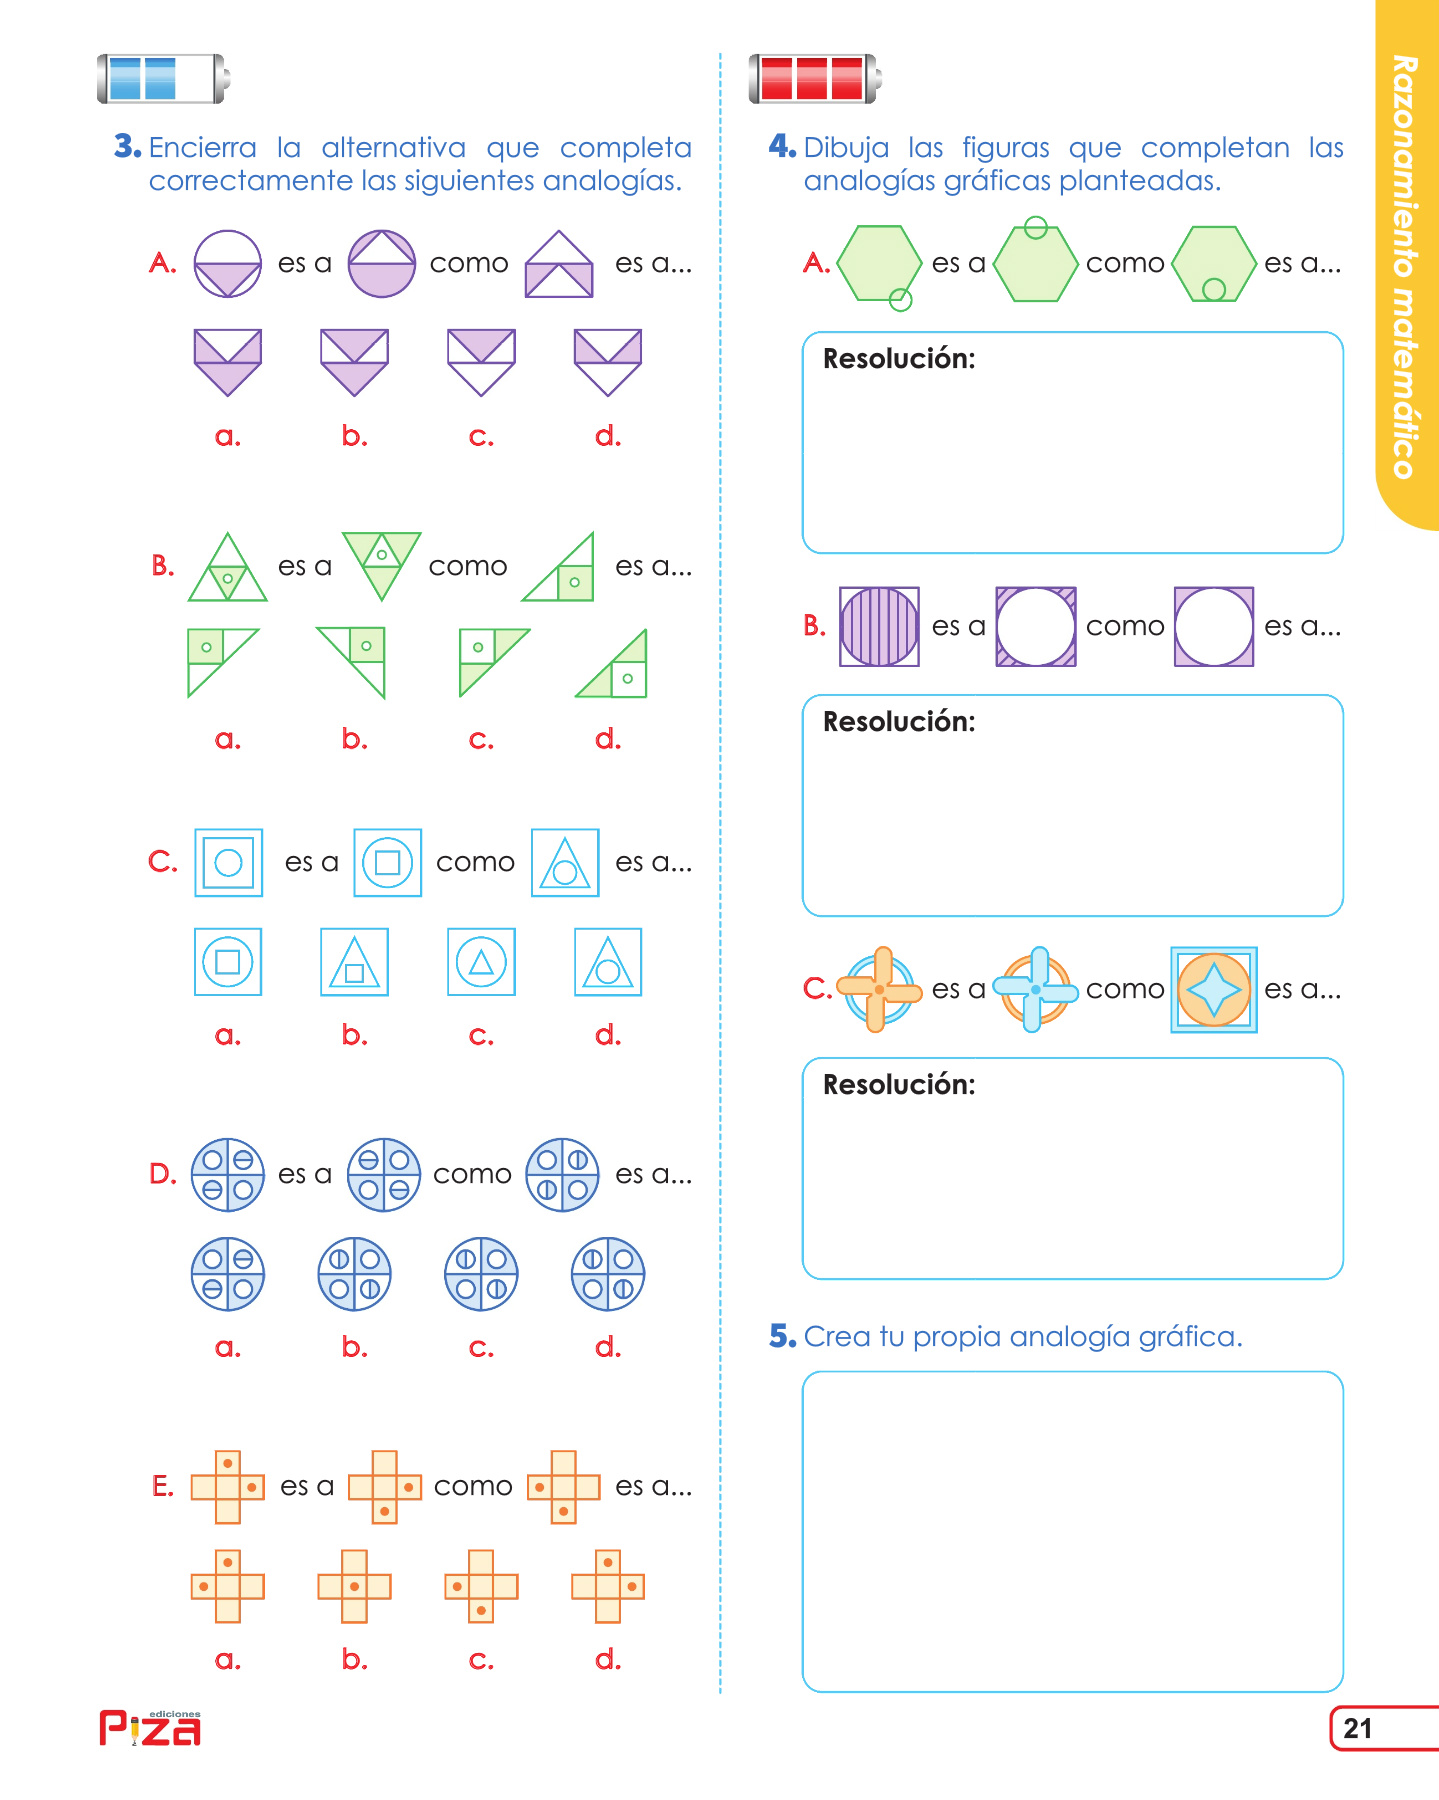 3. Encierra la alternativa que completa
correctamente las siguientes analogías.
A. es a como es a...
a. b. c. d.
B. es a como es a...
a. b. c. d.
C. es a como es a...
a. b. c. d.
D. es a como es a...
a. b. c. d.
E. es a como es a...
a. b. c. d.
4. Dibuja las figuras que completan las
analogías gráficas planteadas.
A. es a como es a...
Resolución:
B. es a como es a...
Resolución:
C. es a como es a...
Resolución:
5. Crea tu propia analogía gráfica.
Razonamiento matemático
ediciones
Piza
21